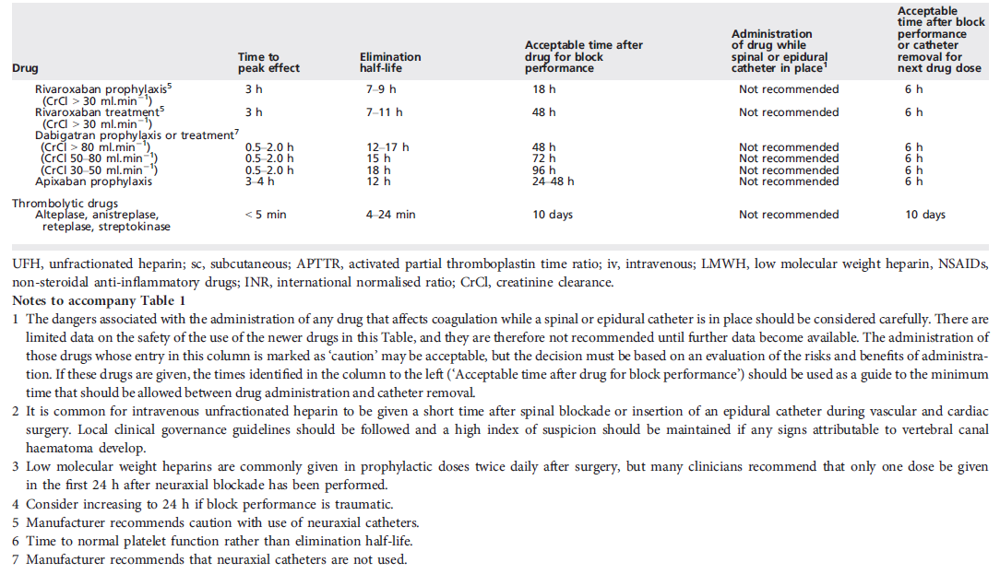 Drug
Time to
peak effect
Elimination
half-life
Acceptable time after
drug for block
performance
Administration
of drug while
spinal or epidural
catheter in place1
Acceptable
time after block
performance
or catheter
removal for
next drug dose
Rivaroxaban prophylaxis5 3 h 7–9 h 18 h Not recommended 6 h
(CrCl > 30 ml.min−1)
Rivaroxaban treatment5 3 h 7–11 h 48 h Not recommended 6 h
(CrCl > 30 ml.min−1)
Dabigatran prophylaxis or treatment7
(CrCl > 80 ml.min−1) 0.5–2.0 h 12–17 h 48 h Not recommended 6 h
(CrCl 50–80 ml.min−1) 0.5–2.0 h 15 h 72 h Not recommended 6 h
(CrCl 30–50 ml.min−1) 0.5–2.0 h 18 h 96 h Not recommended 6 h
Apixaban prophylaxis 3–4 h 12 h 24–48 h Not recommended 6 h
Thrombolytic drugs
Alteplase, anistreplase, < 5 min 4–24 min 10 days Not recommended 10 days
reteplase, streptokinase
UFH, unfractionated heparin; sc, subcutaneous; APTTR, activated partial thromboplastin time ratio; iv, intravenous; LMWH, low molecular weight heparin, NSAIDs,
non-steroidal anti-inflammatory drugs; INR, international normalised ratio; CrCl, creatinine clearance.
Notes to accompany Table 1
1 The dangers associated with the administration of any drug that affects coagulation while a spinal or epidural catheter is in place should be considered carefully. There are
limited data on the safety of the use of the newer drugs in this Table, and they are therefore not recommended until further data become available. The administration of
those drugs whose entry in this column is marked as ‘caution’ may be acceptable, but the decision must be based on an evaluation of the risks and benefits of administra-
tion. If these drugs are given, the times identified in the column to the left (‘Acceptable time after drug for block performance’) should be used as a guide to the minimum
time that should be allowed between drug administration and catheter removal.
2 It is common for intravenous unfractionated heparin to be given a short time after spinal blockade or insertion of an epidural catheter during vascular and cardiac
surgery. Local clinical governance guidelines should be followed and a high index of suspicion should be maintained if any signs attributable to vertebral canal
haematoma develop.
3 Low molecular weight heparins are commonly given in prophylactic doses twice daily after surgery, but many clinicians recommend that only one dose be given
in the first 24 h after neuraxial blockade has been performed.
4 Consider increasing to 24 h if block performance is traumatic.
5 Manufacturer recommends caution with use of neuraxial catheters.
6 Time to normal platelet function rather than elimination half-life.
7 Manufacturer recommends that neuraxial catheters are not used.